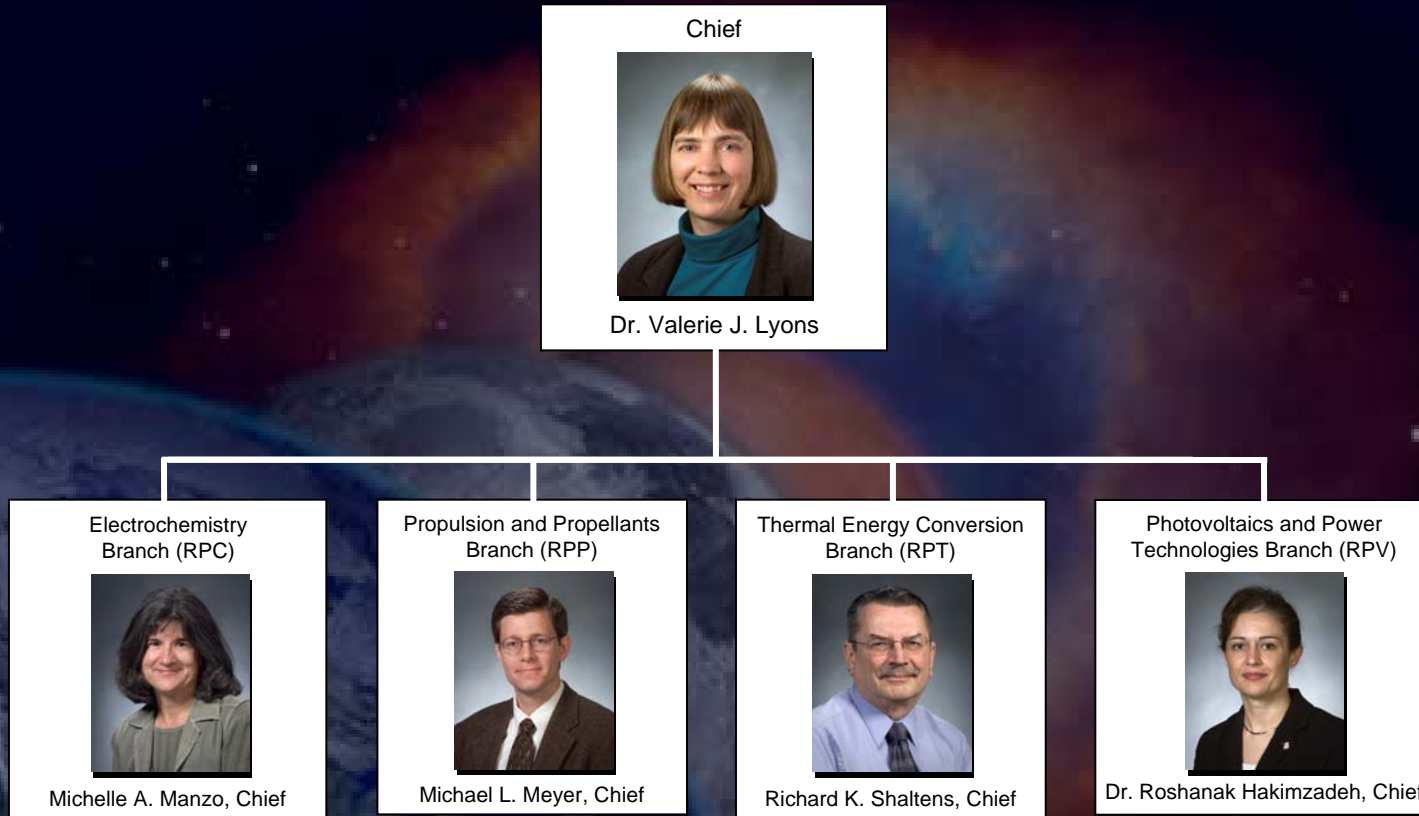 Chief
Dr. Valerie J. Lyons
Electrochemistry
Branch (RPC)
Michelle A. Manzo, Chief
Propulsion and Propellants
Branch (RPP)
Michael L. Meyer, Chief
Thermal Energy Conversion
Branch (RPT)
Richard K. Shaltens, Chief
Photovoltaics and Power
Technologies Branch (RPV)
Dr. Roshanak Hakimzadeh, Chief